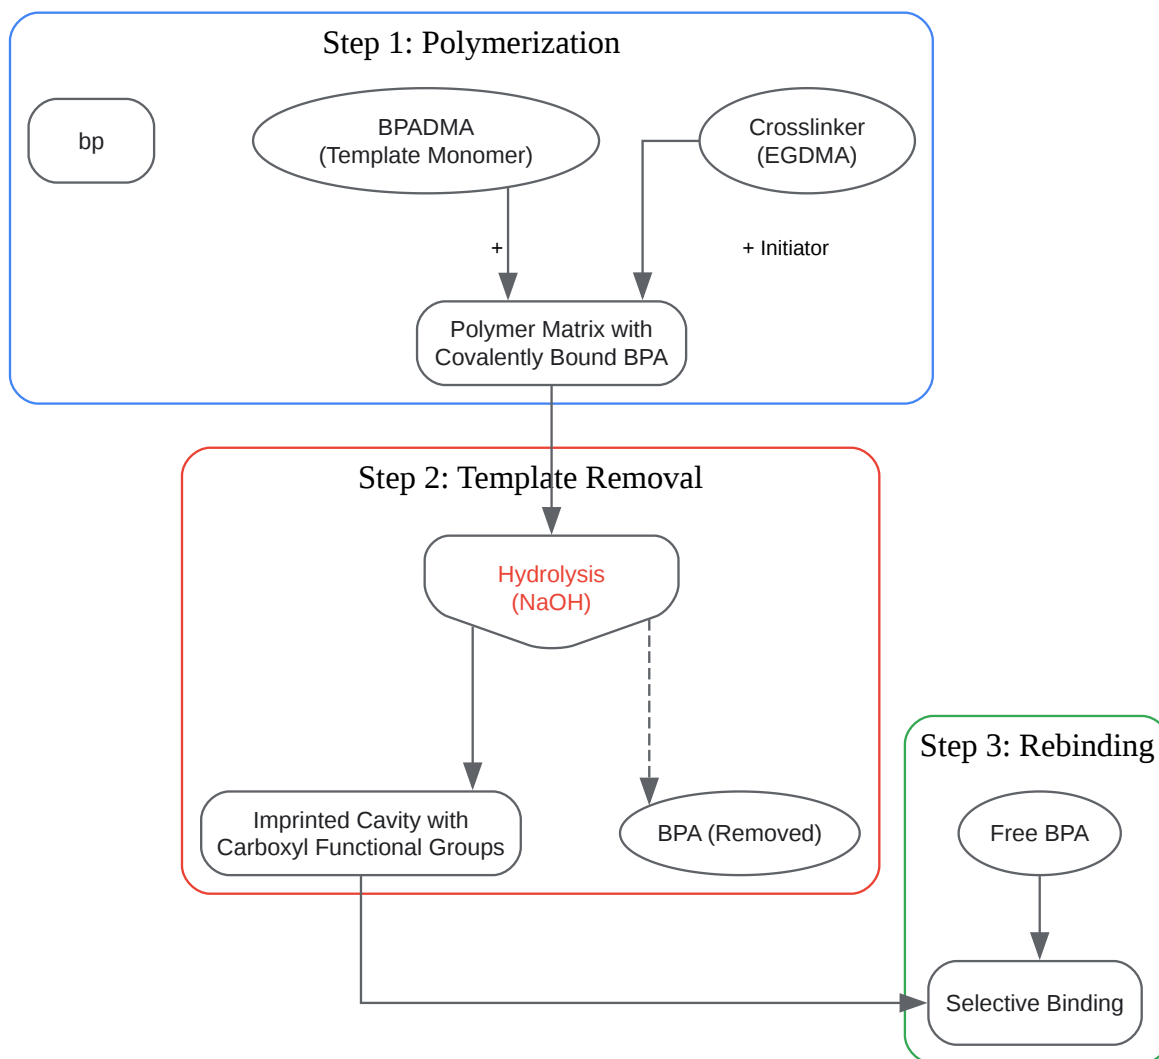 Step 1: Polymerization
bp
BPADMA
(Template Monomer)
Crosslinker
(EGDMA)
+
+ Initiator
Polymer Matrix with
Covalently Bound BPA
Step 2: Template Removal
Hydrolysis
(NaOH)
Imprinted Cavity with
Carboxyl Functional Groups
BPA (Removed)
Step 3: Rebinding
Free BPA
Selective Binding